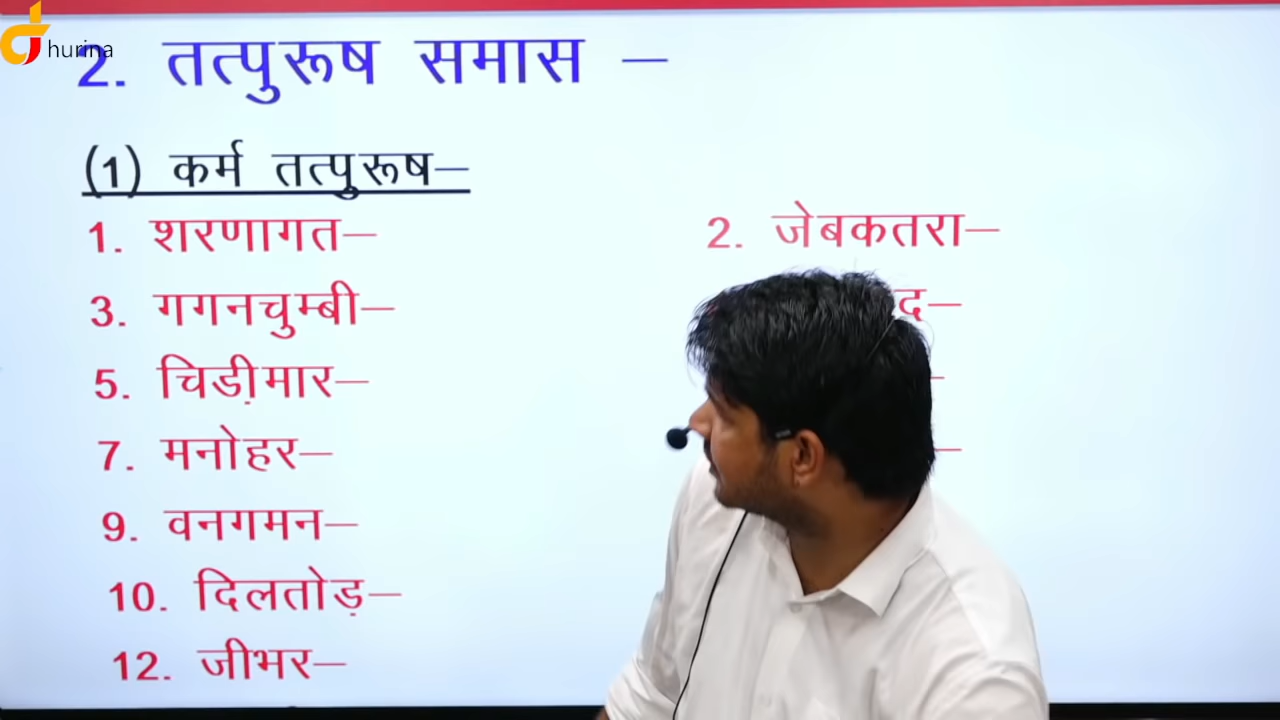 hurina
2. तत्पुरूष समास –
(1) कर्म तत्पुरूष–
1. शरणागत– 2. जेबकतरा–
3. गगनचुम्बी– द–
5. चिडी़मार– –
7. मनोहर– –
9. वनगमन–
10. दिलतोड़–
12. जीभर–